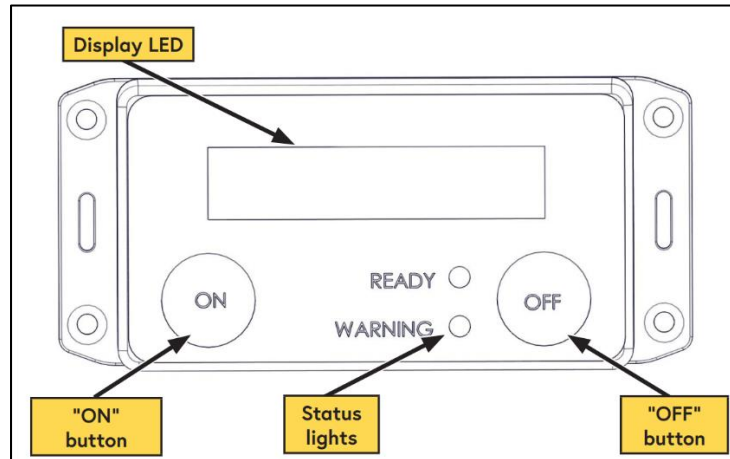 Display LED
READY
ON
OFF
WARNING
"ON"
button
Status
lights
"OFF"
button